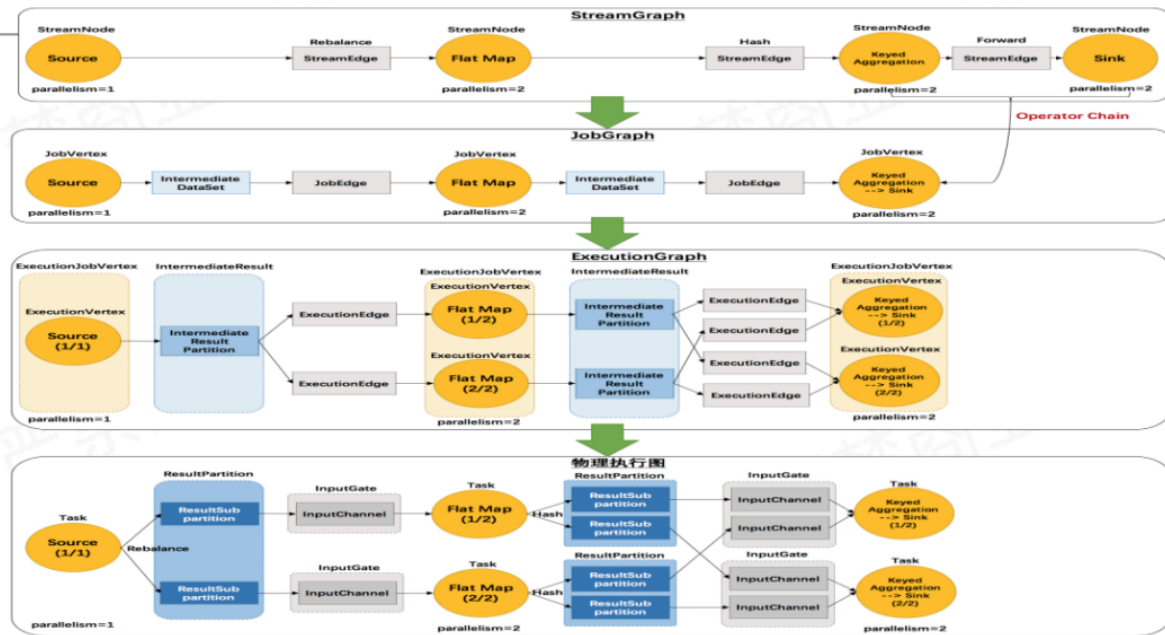 StreamGraph
StreamNode
StreamNode
StreamNode
StreamNode
Rebalance
Hash
Forward
Source
StreamEdge
Flat Map
StreamEdge
Keyed
Aggregation
StreamEdge
Sink
parallelism=1
parallelism=2
parallelism=2
parallelism=2
Operator Chain
JobGraph
JobVertex
JobVertex
JobVertex
Source
Intermediate
DataSet
JobEdge
Flat Map
Intermediate
DataSet
JobEdge
Keyed
Aggregation
--> Sink
parallelism=1
parallelism=2
parallelism=2
ExecutionGraph
ExecutionJobVertex
IntermediateResult
ExecutionJobVertex
IntermediateResult
ExecutionJobVertex
ExecutionVertex
Source
(1/1)
Intermediate
Result
Partition
ExecutionEdge
ExecutionEdge
ExecutionVertex
Flat Map
(1/2)
ExecutionVertex
Flat Map
(2/2)
Intermediate
Result
Partition
Intermediate
Result
Partition
ExecutionEdge
ExecutionEdge
ExecutionEdge
ExecutionEdge
ExecutionVertex
Keyed
Aggregation
--> Sink
(1/2)
ExecutionVertex
Keyed
Aggregation
--> Sink
(2/2)
parallelism=1
parallelism=2
parallelism=2
物理执行图
Task
Source
(1/1)
Rebalance
ResultPartition
ResultSub
partition
ResultSub
partition
InputGate
InputChannel
InputGate
InputChannel
Task
Flat Map
(1/2)
Hash
Task
Flat Map
(2/2)
Hash
ResultPartition
ResultSub
partition
ResultSub
partition
ResultPartition
ResultSub
partition
ResultSub
partition
InputGate
InputChannel
InputChannel
InputGate
InputChannel
InputChannel
Task
Keyed
Aggregation
--> Sink
(1/2)
Task
Keyed
Aggregation
--> Sink
(2/2)
parallelism=1
parallelism=2
parallelism=2